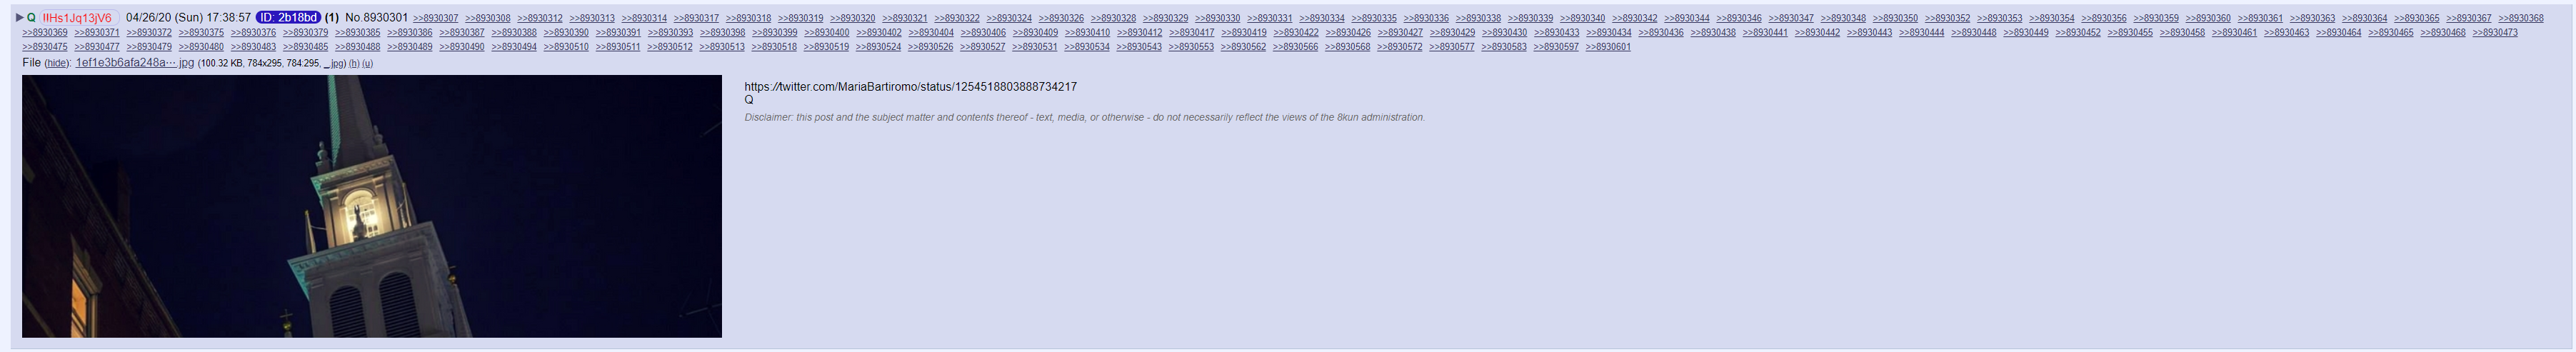 ▶ Q !!Hs1Jq13jV6 04/26/20 (Sun) 17:38:57 ID: 2b18bd (1) No.8930301 >>8930307 >>8930308 >>8930312 >>8930313 >>8930314 >>8930317 >>8930318 >>8930319 >>8930320 >>8930321 >>8930322 >>8930324 >>8930326 >>8930328 >>8930329 >>8930330 >>8930331 >>8930334 >>8930335 >>8930336 >>8930338 >>8930339 >>8930340 >>8930342 >>8930344 >>8930346 >>8930347 >>8930348 >>8930350 >>8930352 >>8930353 >>8930354 >>8930356 >>8930359 >>8930360 >>8930361 >>8930363 >>8930364 >>8930365 >>8930367 >>8930368
>>8930369 >>8930371 >>8930372 >>8930375 >>8930376 >>8930379 >>8930385 >>8930386 >>8930387 >>8930388 >>8930390 >>8930391 >>8930393 >>8930398 >>8930399 >>8930400 >>8930402 >>8930404 >>8930406 >>8930409 >>8930410 >>8930412 >>8930417 >>8930419 >>8930422 >>8930426 >>8930427 >>8930429 >>8930430 >>8930433 >>8930434 >>8930436 >>8930438 >>8930441 >>8930442 >>8930443 >>8930444 >>8930448 >>8930449 >>8930452 >>8930455 >>8930458 >>8930461 >>8930463 >>8930464 >>8930465 >>8930468 >>8930473
>>8930475 >>8930477 >>8930479 >>8930480 >>8930483 >>8930485 >>8930488 >>8930489 >>8930490 >>8930494 >>8930510 >>8930511 >>8930512 >>8930513 >>8930518 >>8930519 >>8930524 >>8930526 >>8930527 >>8930531 >>8930534 >>8930543 >>8930553 >>8930562 >>8930566 >>8930568 >>8930572 >>8930577 >>8930583 >>8930597 >>8930601
File (hide): 1ef1e3b6afa248a⋯.jpg (100.32 KB, 784x295, 784:295, _.jpg) (h) (u)
https://twitter.com/MariaBartiromo/status/1254518803888734217
Q
Disclaimer: this post and the subject matter and contents thereof - text, media, or otherwise - do not necessarily reflect the views of the 8kun administration.